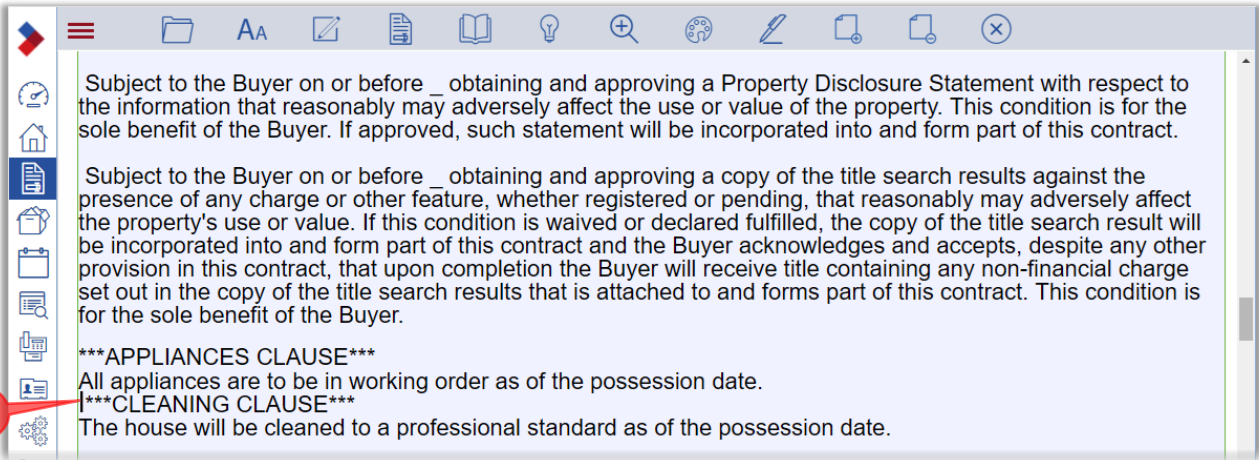 AA
Subject to the Buyer on or before _ obtaining and approving a Property Disclosure Statement with respect to
the information that reasonably may adversely affect the use or value of the property. This condition is for the
sole benefit of the Buyer. If approved, such statement will be incorporated into and form part of this contract.
Subject to the Buyer on or before _ obtaining and approving a copy of the title search results against the
presence of any charge or other feature, whether registered or pending, that reasonably may adversely affect
the property's use or value. If this condition is waived or declared fulfilled, the copy of the title search result will
be incorporated into and form part of this contract and the Buyer acknowledges and accepts, despite any other
provision in this contract, that upon completion the Buyer will receive title containing any non-financial charge
set out in the copy of the title search results that is attached to and forms part of this contract. This condition is
for the sole benefit of the Buyer.
***APPLIANCES CLAUSE***
All appliances are to be in working order as of the possession date.
***CLEANING CLAUSE***
The house will be cleaned to a professional standard as of the possession date.